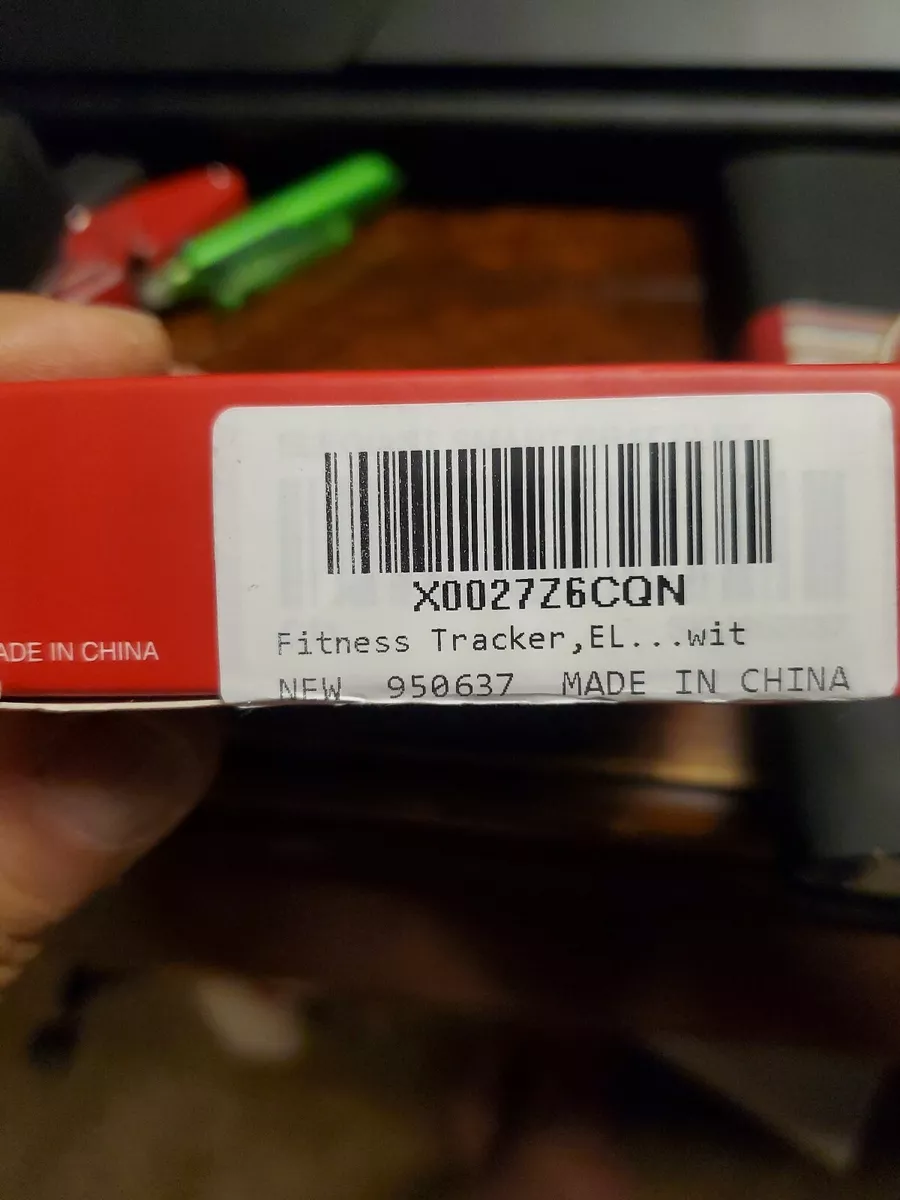 X0027Z6CQN
Fitness Tracker,EL...wit
NEW 950637 MADE IN CHINA
ADE IN CHINA